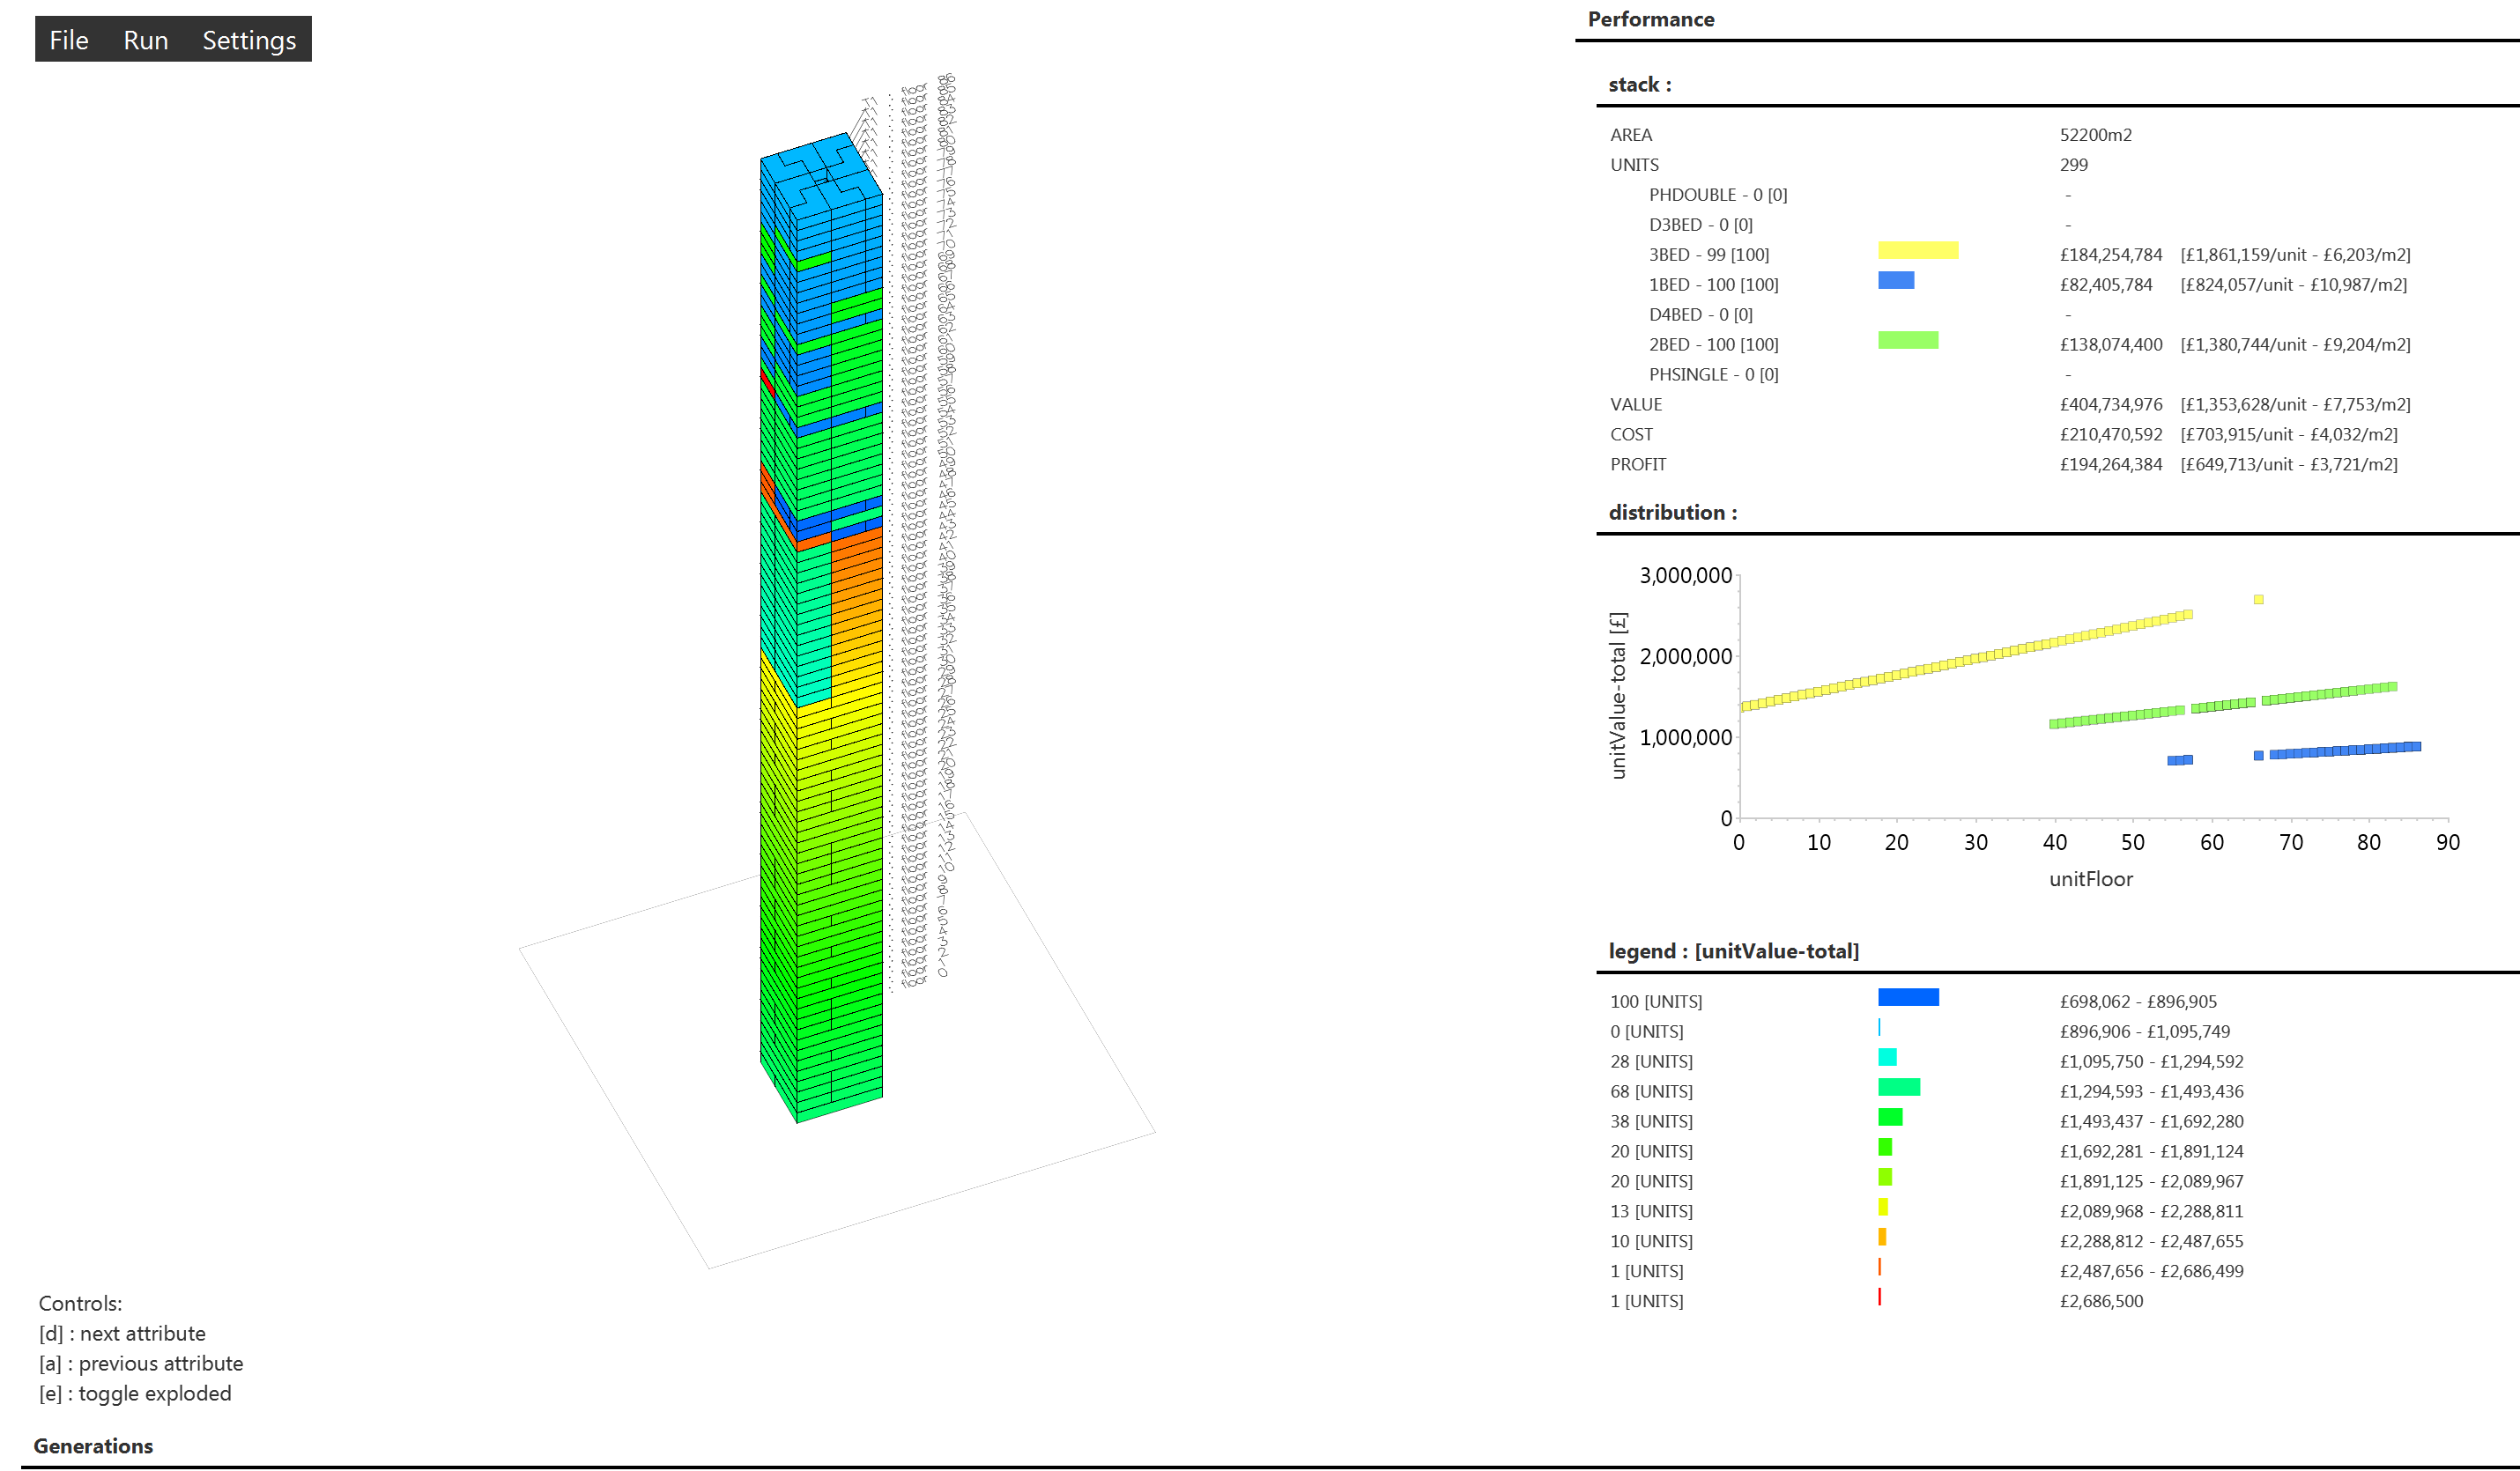 File Run Settings
Performance
stack :
AREA 52200m2
UNITS 299
PHDOUBLE - 0 [0] -
D3BED - 0 [0] -
3BED - 99 [100] £184,254,784 [£1,861,159/unit - £6,203/m2]
1BED - 100 [100] £82,405,784 [£824,057/unit - £10,987/m2]
D4BED - 0 [0] -
2BED - 100 [100] £138,074,400 [£1,380,744/unit - £9,204/m2]
PHSINGLE - 0 [0] -
VALUE £404,734,976 [£1,353,628/unit - £7,753/m2]
COST £210,470,592 [£703,915/unit - £4,032/m2]
PROFIT £194,264,384 [£649,713/unit - £3,721/m2]
distribution :
3,000,000
2,000,000
1,000,000
0
unitValue-total [£]
0 10 20 30 40 50 60 70 80 90
unitFloor
legend : [unitValue-total]
100 [UNITS] £698,062 - £896,905
0 [UNITS] £896,906 - £1,095,749
28 [UNITS] £1,095,750 - £1,294,592
68 [UNITS] £1,294,593 - £1,493,436
38 [UNITS] £1,493,437 - £1,692,280
20 [UNITS] £1,692,281 - £1,891,124
20 [UNITS] £1,891,125 - £2,089,967
13 [UNITS] £2,089,968 - £2,288,811
10 [UNITS] £2,288,812 - £2,487,655
1 [UNITS] £2,487,656 - £2,686,499
1 [UNITS] £2,686,500
Controls:
[d] : next attribute
[a] : previous attribute
[e] : toggle exploded
Generations